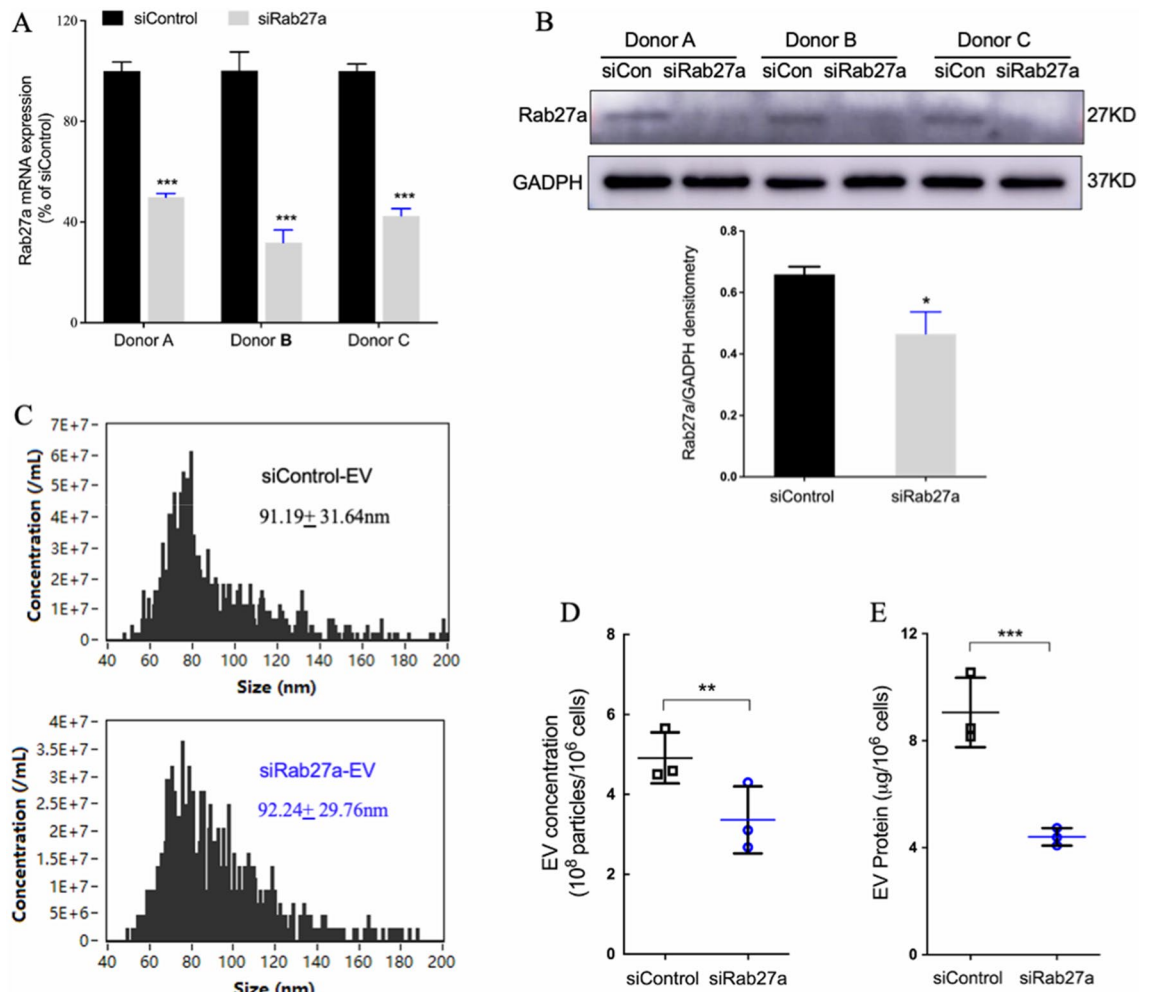 A
siControl
siRab27a
Rab27a mRNA expression
(% of siControl)
120
80
40
0
***
***
***
Donor A
Donor B
Donor C
B
Donor A
Donor B
Donor C
siCon siRab27a
siCon siRab27a
siCon siRab27a
Rab27a
27KD
GADPH
37KD
Rab27a/GADPH densitometry
0.8
0.6
0.4
0.2
0.0
*
siControl
siRab27a
C
Concentration (/mL)
7E+7
6E+7
5E+7
4E+7
3E+7
2E+7
1E+7
0
siControl-EV
91.19± 31.64nm
40 60 80 100 120 140 160 180 200
Size (nm)
Concentration (/mL)
4E+7
3.5E+7
3E+7
2.5E+7
2E+7
1.5E+7
1E+7
5E+6
0
siRab27a-EV
92.24± 29.76nm
40 60 80 100 120 140 160 180 200
Size (nm)
D
EV concentration
(10⁸ particles/10⁶ cells)
8
6
4
2
0
**
siControl siRab27a
E
EV Protein (μg/10⁶ cells)
12
8
4
0
***
siControl siRab27a